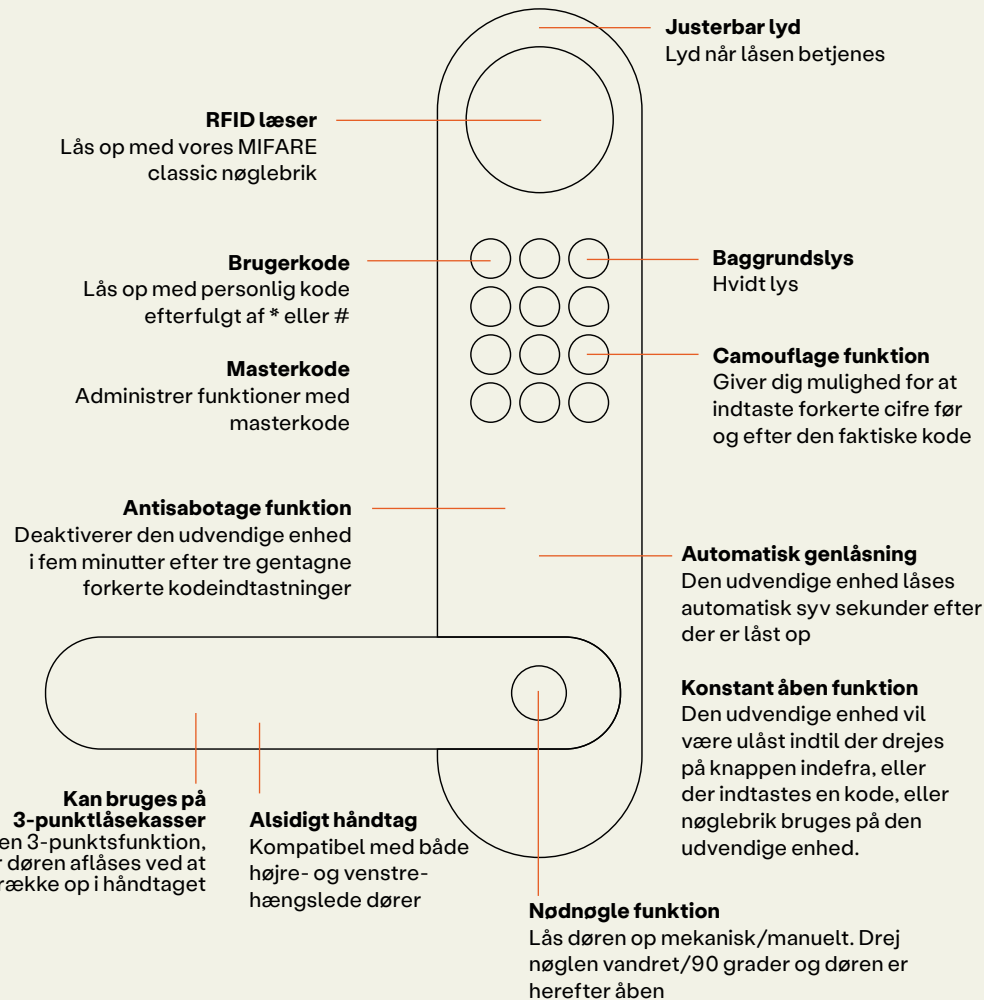 Justerbar lyd
Lyd når låsen betjenes
RFID læser
Lås op med vores MIFARE
classic nøglebrik
Brugerkode
Lås op med personlig kode
efterfulgt af * eller #
Baggrundslys
Hvidt lys
Masterkode
Administrer funktioner med
masterkode
Camouflage funktion
Giver dig mulighed for at
indtaste forkerte cifre før
og efter den faktiske kode
Antisabotage funktion
Deaktiverer den udvendige enhed
i fem minutter efter tre gentagne
forkerte kodeindtastninger
Automatisk genlåsning
Den udvendige enhed låses
automatisk syv sekunder efter
der er låst op
Konstant åben funktion
Den udvendige enhed vil
være ulåst indtil der drejes
på knappen indefra, eller
der indtastes en kode, eller
nøglebrik bruges på den
udvendige enhed.
Kan bruges på
3-punktlåsekasser
en 3-punktsfunktion,
døren aflåses ved at
række op i håndtaget
Alsidigt håndtag
Kompatibel med både
højre- og venstre-
hængslede dører
Nødnøgle funktion
Lås døren op mekanisk/manuelt. Drej
nøglen vandret/90 grader og døren er
herefter åben